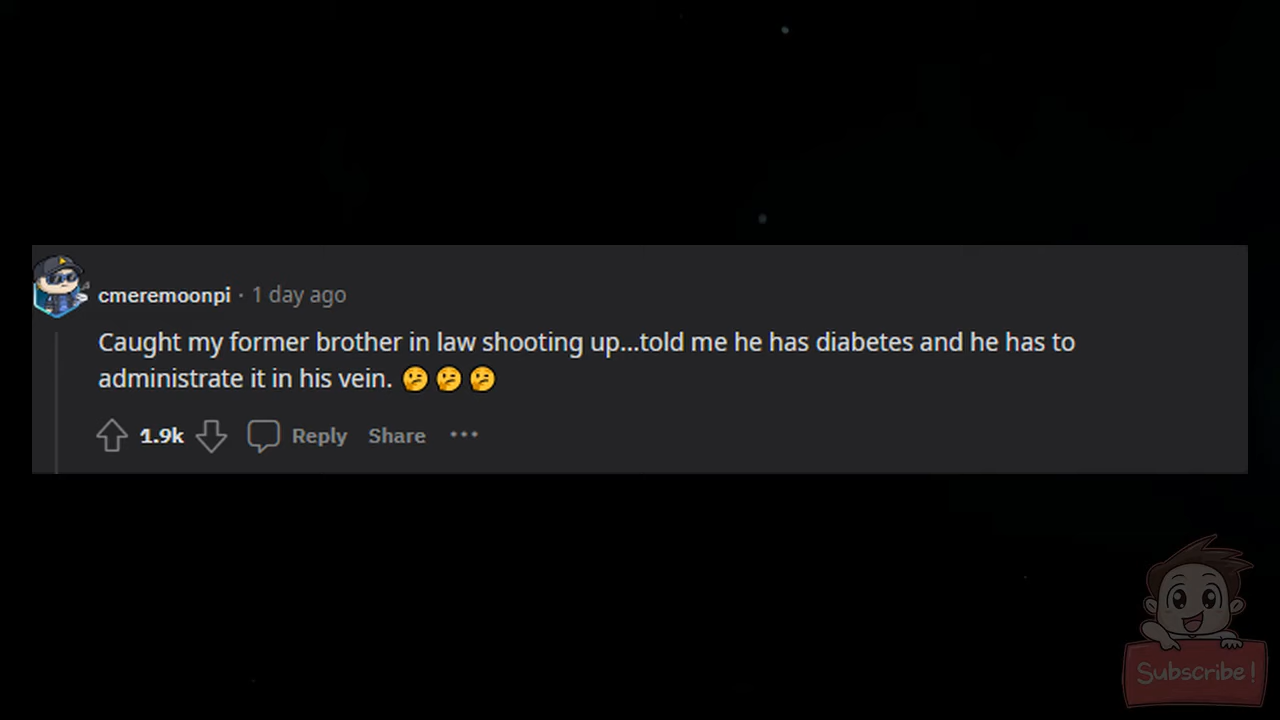 cmeremoonpi · 1 day ago
Caught my former brother in law shooting up...told me he has diabetes and he has to
administrate it in his vein. 🤔🤔🤔
1.9k Reply Share ···
Subscribe!